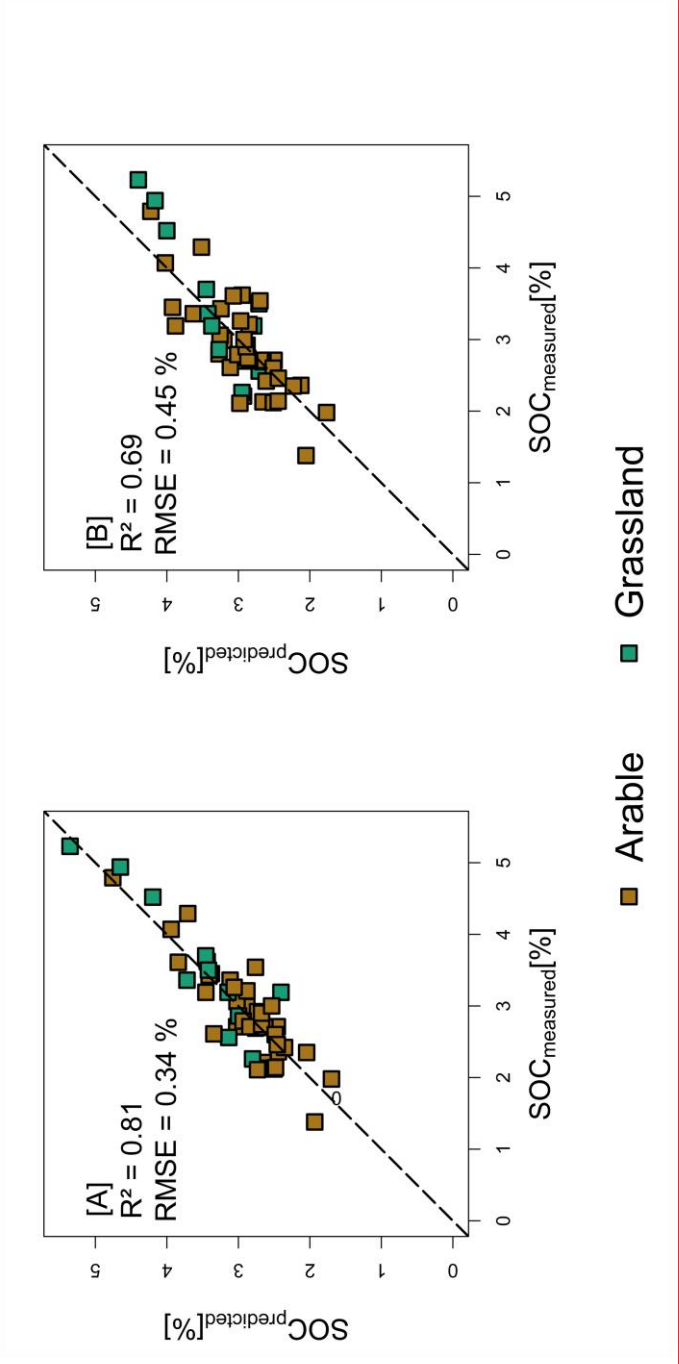 [A]
R² = 0.81
RMSE = 0.34 %
5
4
3
2
1
0
SOCpredicted[%]
0
0 1 2 3 4 5
SOCmeasured[%]
[B]
R² = 0.69
RMSE = 0.45 %
5
4
3
2
1
0
SOCpredicted[%]
0 1 2 3 4 5
SOCmeasured[%]
Arable Grassland